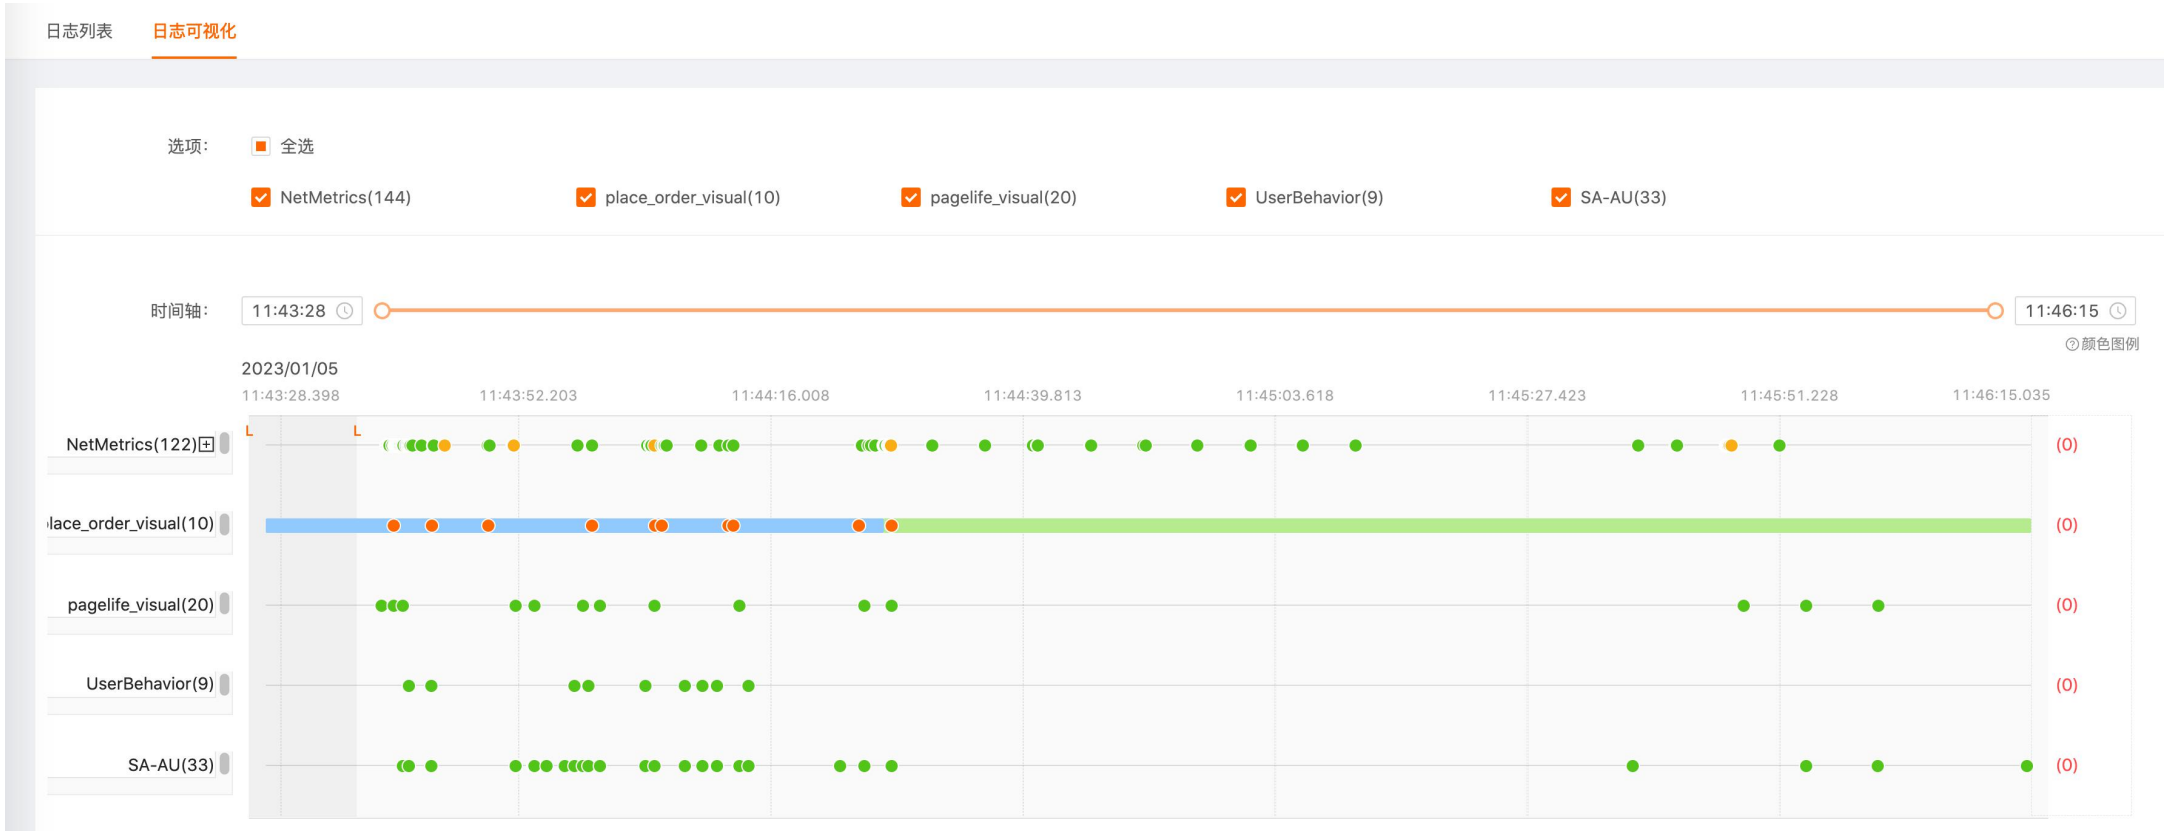 日志列表 日志可视化
选项： 全选
NetMetrics(144) place_order_visual(10) pagelife_visual(20) UserBehavior(9) SA-AU(33)
时间轴： 11:43:28 11:46:15
颜色图例
2023/01/05
11:43:28.398 11:43:52.203 11:44:16.008 11:44:39.813 11:45:03.618 11:45:27.423 11:45:51.228 11:46:15.035
NetMetrics(122) (0)
lace_order_visual(10) (0)
pagelife_visual(20) (0)
UserBehavior(9) (0)
SA-AU(33) (0)